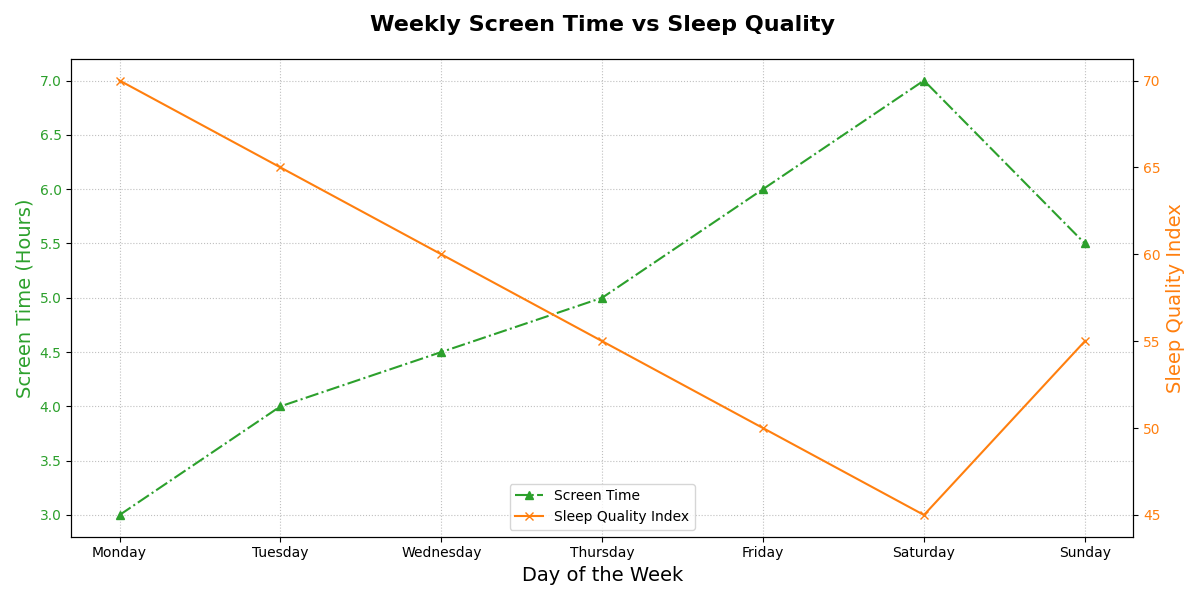 Weekly Screen Time vs Sleep Quality
Screen Time (Hours)
7.0
6.5
6.0
5.5
5.0
4.5
4.0
3.5
3.0
70
65
60
55
50
45
Sleep Quality Index
Screen Time
Sleep Quality Index
Monday Tuesday Wednesday Thursday Friday Saturday Sunday
Day of the Week